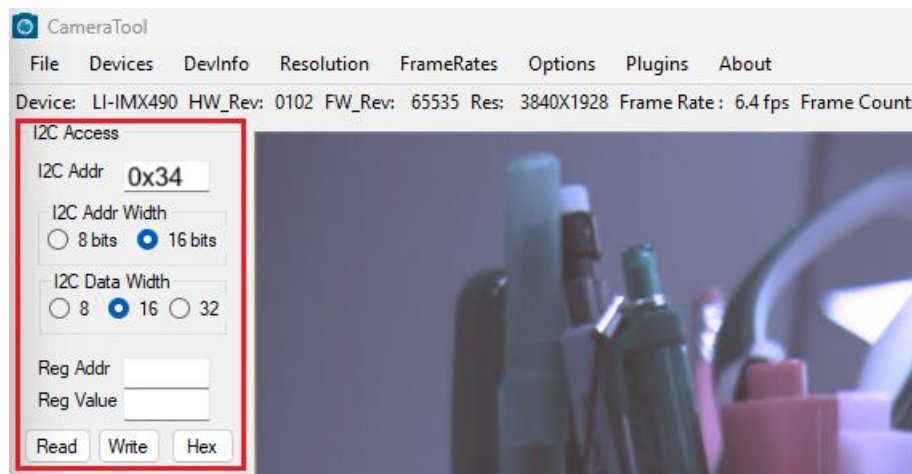 CameraTool
File Devices DevInfo Resolution FrameRates Options Plugins About
Device: LI-IMX490 HW_Rev: 0102 FW_Rev: 65535 Res: 3840X1928 Frame Rate : 6.4 fps Frame Count
I2C Access
I2C Addr 0x34
I2C Addr Width
8 bits 16 bits
I2C Data Width
8 16 32
Reg Addr
Reg Value
Read Write Hex